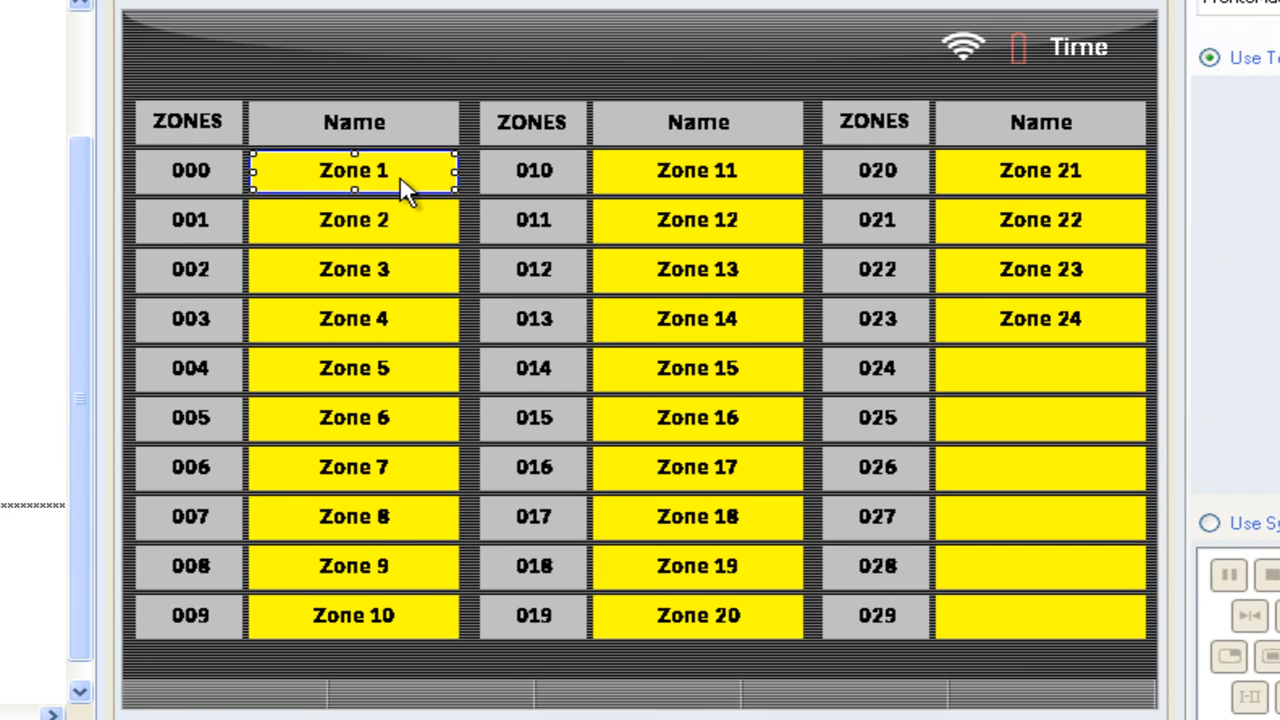 Time
Use
ZONES Name ZONES Name ZONES Name
000 Zone 1 010 Zone 11 020 Zone 21
001 Zone 2 011 Zone 12 021 Zone 22
002 Zone 3 012 Zone 13 022 Zone 23
003 Zone 4 013 Zone 14 023 Zone 24
004 Zone 5 014 Zone 15 024
005 Zone 6 015 Zone 16 025
006 Zone 7 016 Zone 17 026
007 Zone 8 017 Zone 18 027
Use
008 Zone 9 018 Zone 19 028
009 Zone 10 019 Zone 20 029